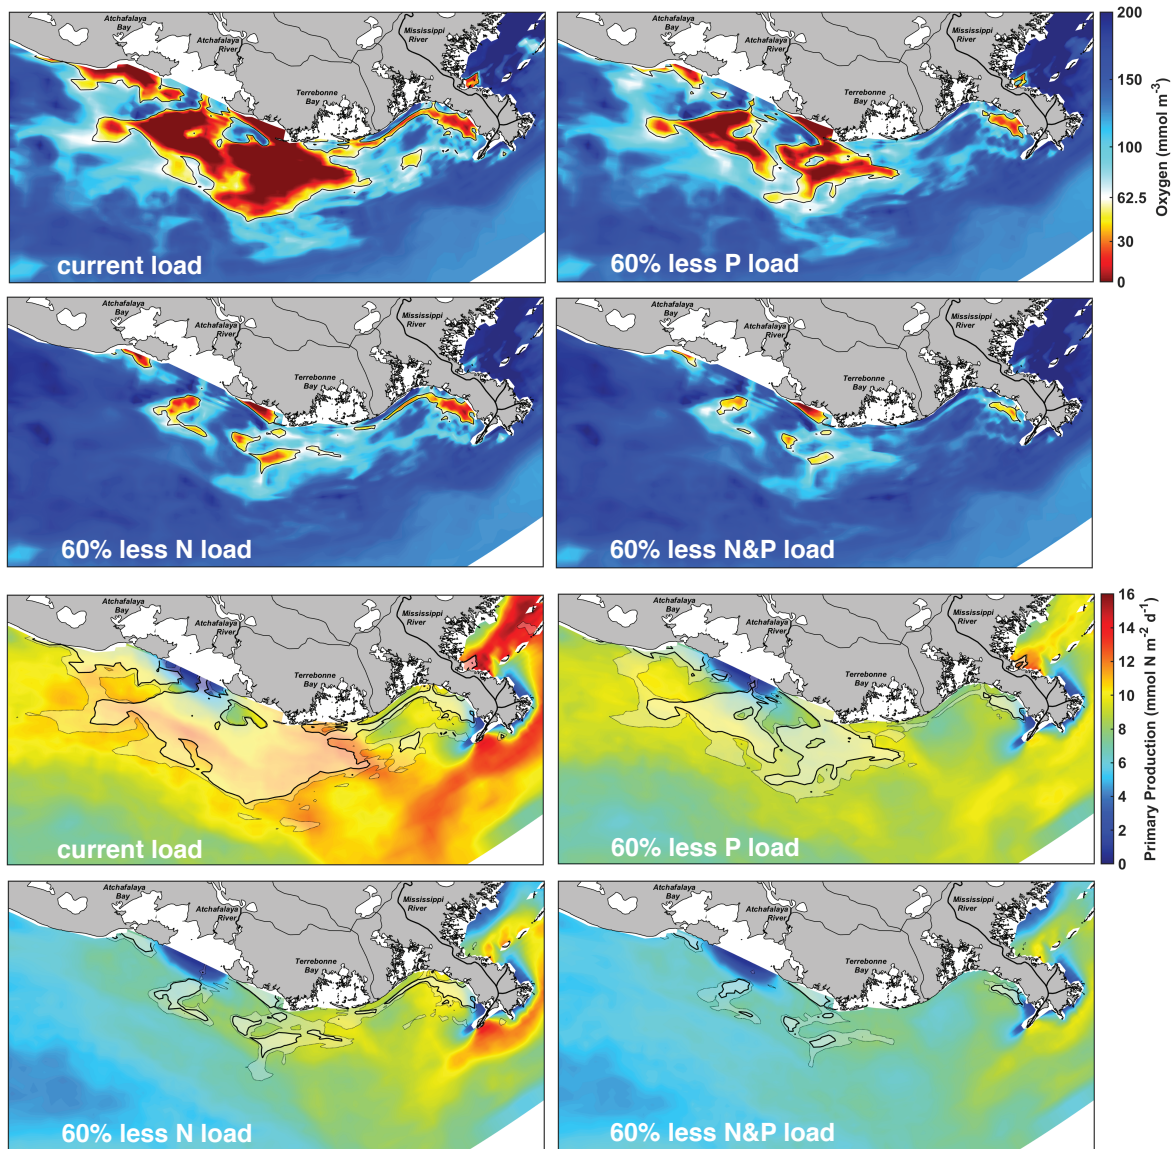 Atchafalaya
Bay
Atchafalaya
River
Mississippi
River
Terrebonne
Bay
current load
Atchafalaya
Bay
Atchafalaya
River
Mississippi
River
Terrebonne
Bay
60% less P load
200
150
100
62.5
30
0
Oxygen (mmol m⁻³)
Atchafalaya
Bay
Atchafalaya
River
Mississippi
River
Terrebonne
Bay
60% less N load
Atchafalaya
Bay
Atchafalaya
River
Mississippi
River
Terrebonne
Bay
60% less N&P load
Atchafalaya
Bay
Atchafalaya
River
Mississippi
River
Terrebonne
Bay
current load
Atchafalaya
Bay
Atchafalaya
River
Mississippi
River
Terrebonne
Bay
60% less P load
16
14
12
10
8
6
4
2
0
Primary Production (mmol N m⁻² d⁻¹)
Atchafalaya
Bay
Atchafalaya
River
Mississippi
River
Terrebonne
Bay
60% less N load
Atchafalaya
Bay
Atchafalaya
River
Mississippi
River
Terrebonne
Bay
60% less N&P load